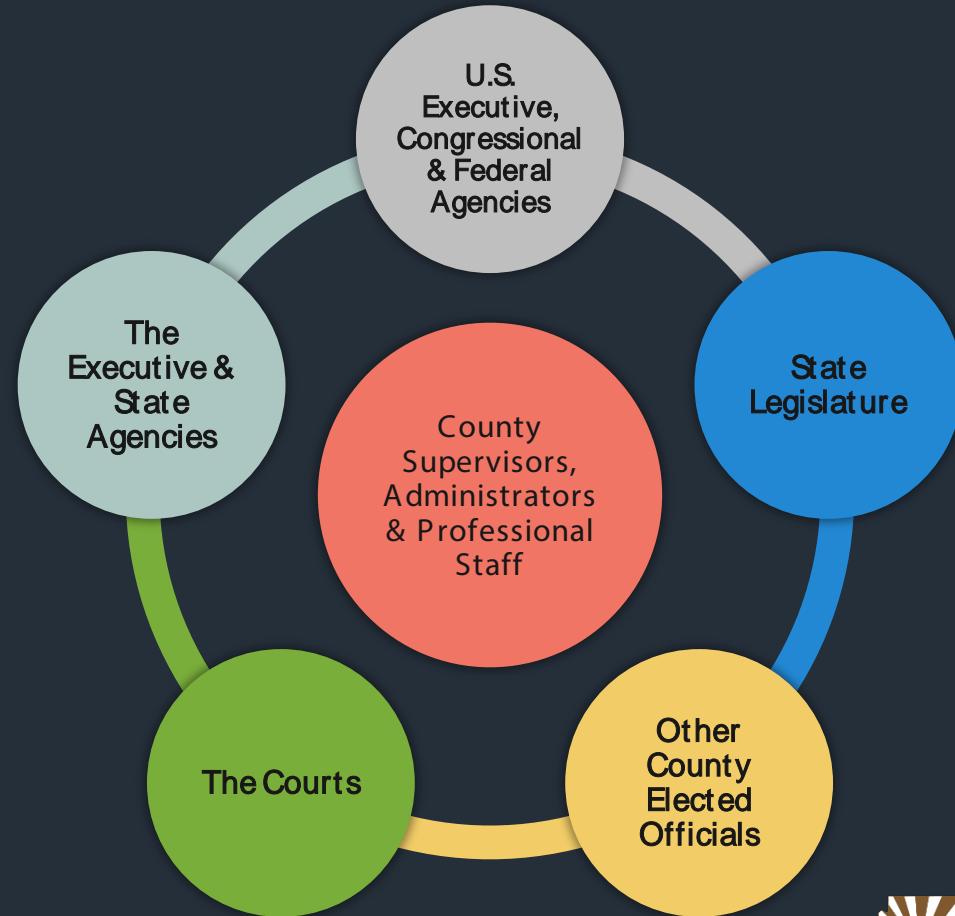 U.S.
Executive,
Congressional
& Federal
Agencies
The
Executive &
State
Agencies
State
Legislature
County
Supervisors,
Administrators
& Professional
Staff
The Courts
Other
County
Elected
Officials